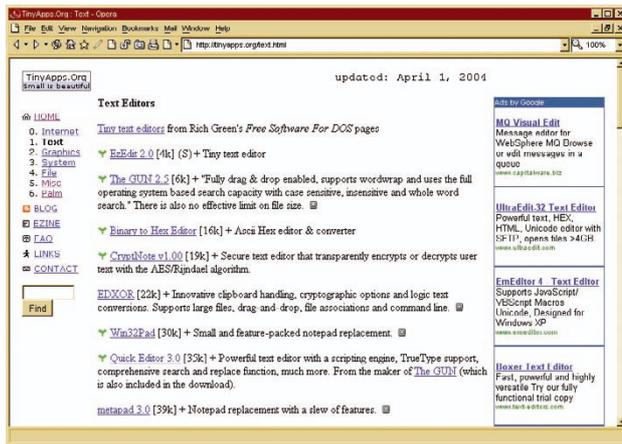 TinyApps.Org : Text - Opera
File Edit View Navigation Bookmarks Mail Window Help
http://tinyapps.org/text.html
100%
TinyApps.Org
Small is beautiful
updated: April 1, 2004
HOME
0. Internet
1. Text
2. Graphics
3. System
4. File
5. Misc
6. Palm
BLOG
EZINE
FAQ
LINKS
CONTACT
Find
Text Editors
Tiny text editors from Rich Green's Free Software For DOS pages
EzEdit 2.0 [4k] {S} + Tiny text editor
The GUN 2.5 [6k] + "Fully drag & drop enabled, supports wordwrap and uses the full
operating system based search capacity with case sensitive, insensitive and whole word
search." There is also no effective limit on file size.
Binary to Hex Editor [16k] + Ascii Hex editor & converter
CryptNote v1.00 [19k] + Secure text editor that transparently encrypts or decrypts user
text with the AES/Rijndael algorithm.
EDXOR [22k] + Innovative clipboard handling, cryptographic options and logic text
conversions. Supports large files, drag-and-drop, file associations and command line.
Win32Pad [30k] + Small and feature-packed notepad replacement.
Quick Editor 3.0 [35k] + Powerful text editor with a scripting engine, TrueType support,
comprehensive search and replace function, much more. From the maker of The GUN (which
is also included in the download).
metapad 3.0 [39k] + Notepad replacement with a slew of features.
Ads by Google
MQ Visual Edit
Message editor for
WebSphere MQ Browse
or edit messages in a
queue
www.capitalware.biz
UltraEdit-32 Text Editor
Powerful text, HEX,
HTML, Unicode editor with
SFTP, opens files >4GB.
www.ultraedit.com
EmEditor 4 Text Editor
Supports JavaScript/
VBScript Macros
Unicode, Designed for
Windows XP
www.emeditor.com
Boxer Text Editor
Fast, powerful and highly
versatile Try our fully
functional trial copy
www.text-editors.com